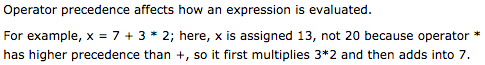 Operator precedence affects how an expression is evaluated.
For example, x = 7 + 3 * 2; here, x is assigned 13, not 20 because operator *
has higher precedence than +, so it first multiplies 3*2 and then adds into 7.